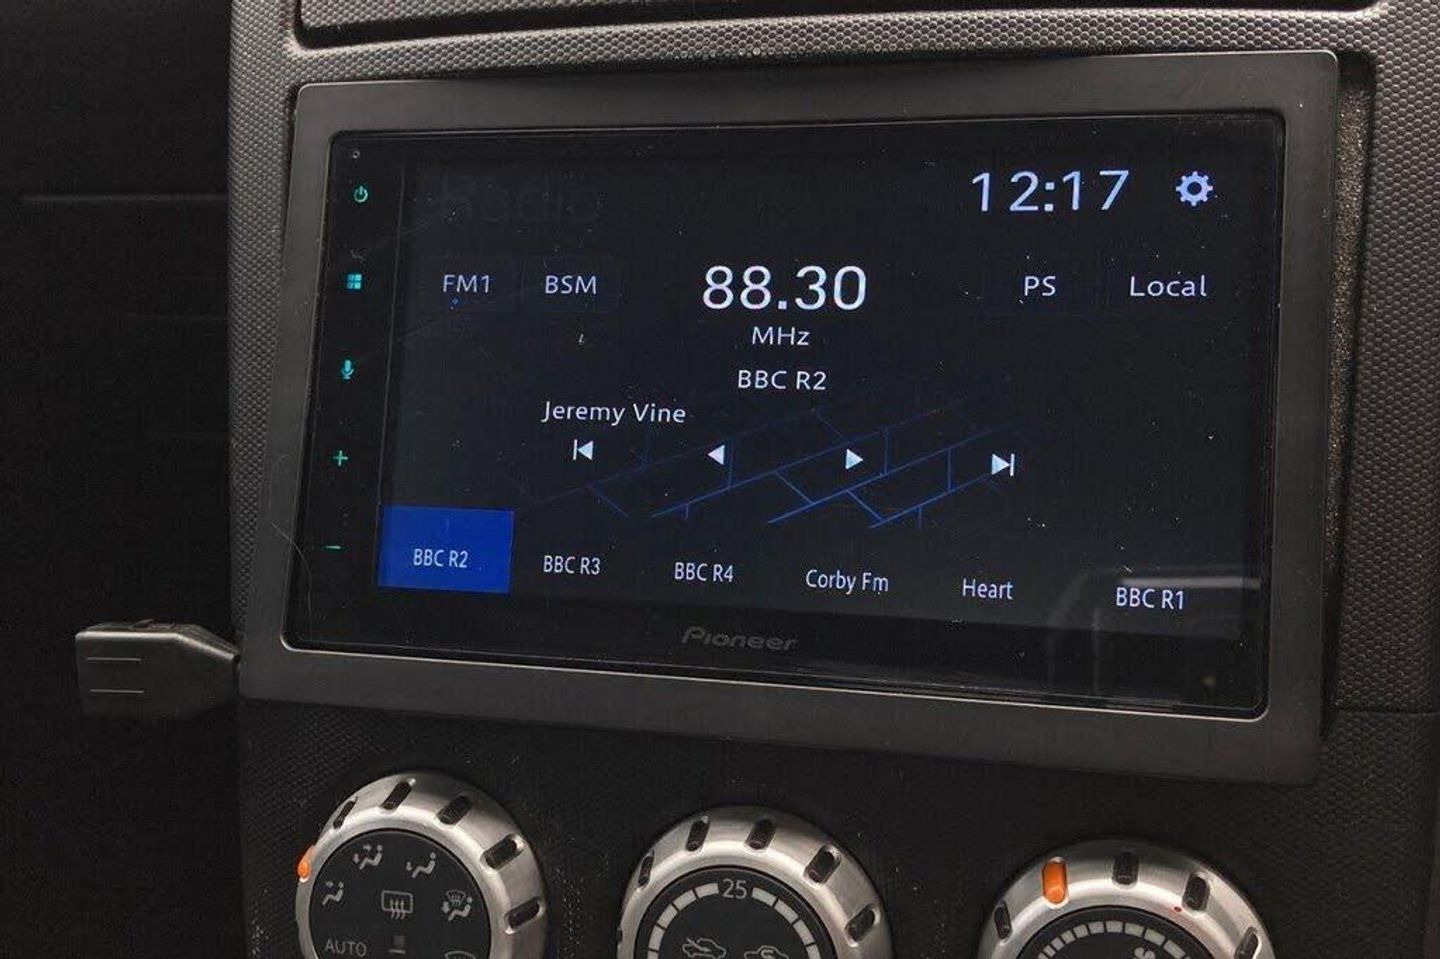 Radio
12:17
FM1 BSM 88.30 PS Local
MHz
BBC R2
Jeremy Vine
BBC R2 BBC R3 BBC R4 Corby Fm Heart BBC R1
Pioneer
25
AUTO